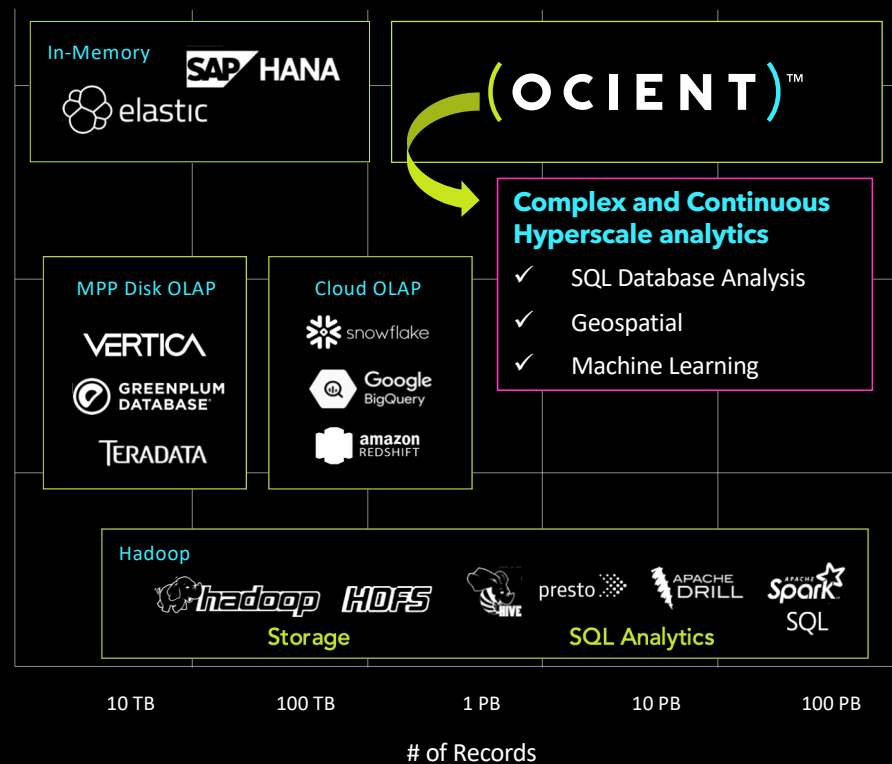 In-Memory
SAP HANA
elastic
(OCIENT)™
Complex and Continuous
Hyperscale analytics
✓ SQL Database Analysis
✓ Geospatial
✓ Machine Learning
MPP Disk OLAP
VERTICA
GREENPLUM
DATABASE
TERADATA
Cloud OLAP
snowflake
Google
BigQuery
amazon
REDSHIFT
Hadoop
hadoop
HDFS
HIVE
presto
APACHE
DRILL
APACHE
Spark
SQL
Storage
SQL Analytics
10 TB
100 TB
1 PB
10 PB
100 PB
# of Records